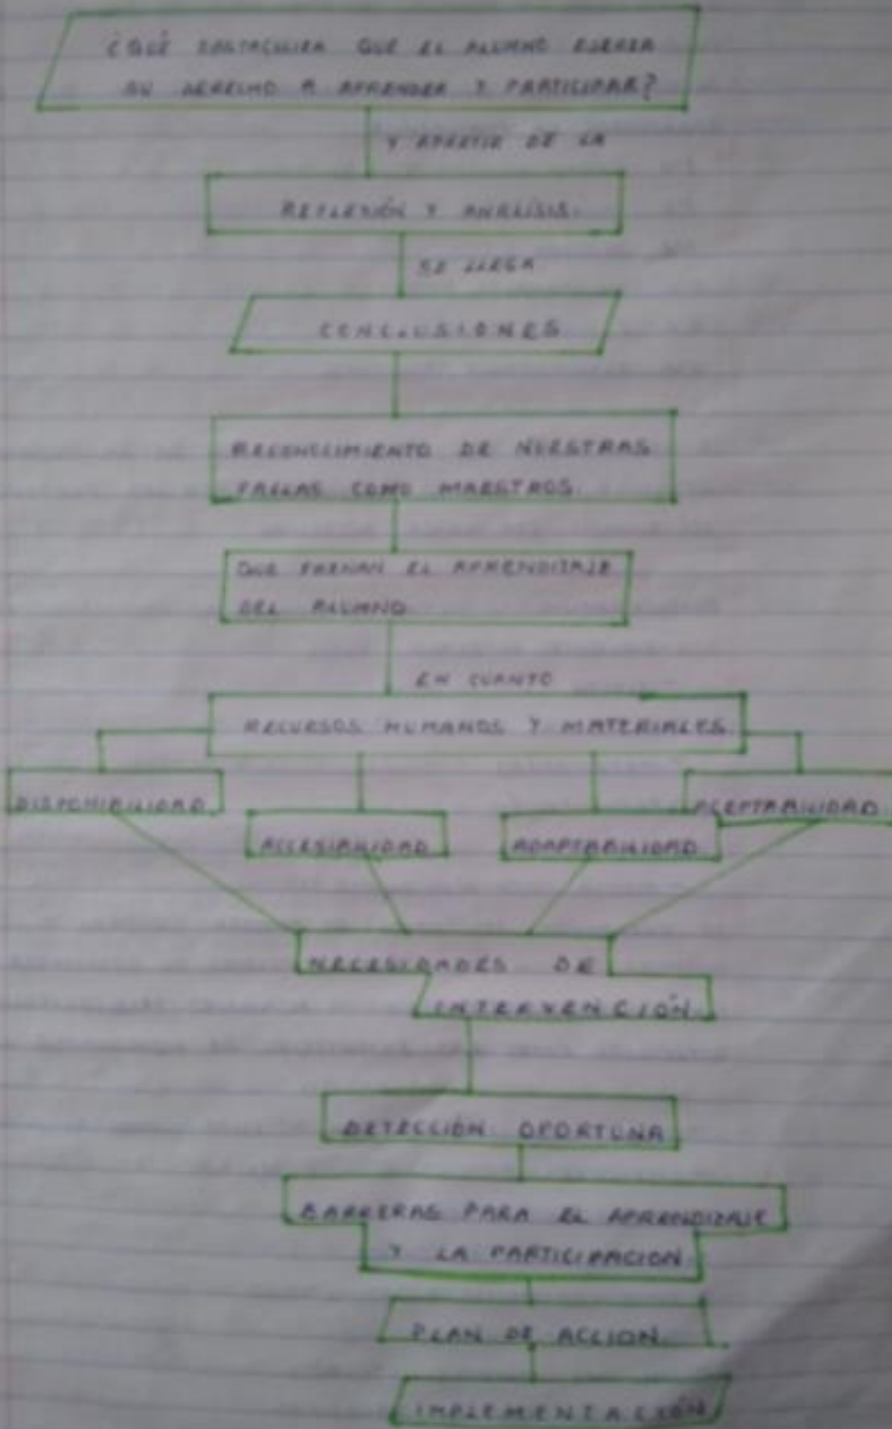 ¿QUÉ OBSTACULIZA QUE EL ALUMNO EJERZA
SU DERECHO A APRENDER Y PARTICIPAR?
Y APARTIR DE LA
REFLEXIÓN Y ANÁLISIS.
SE LLEGA
CONCLUSIONES
RECONOCIMIENTO DE NUESTRAS
FALLAS COMO MAESTROS.
QUE FRENAN EL APRENDIZAJE
DEL ALUMNO
EN CUANTO
RECURSOS HUMANOS Y MATERIALES.
DISPONIBILIDAD.
ACEPTABILIDAD.
ACCESIBILIDAD
ADAPTABILIDAD.
NECESIDADES DE
INTERVENCIÓN.
DETECCIÓN OPORTUNA
BARRERAS PARA EL APRENDIZAJE
Y LA PARTICIPACION.
PLAN DE ACCION.
IMPLEMENTACIÓN